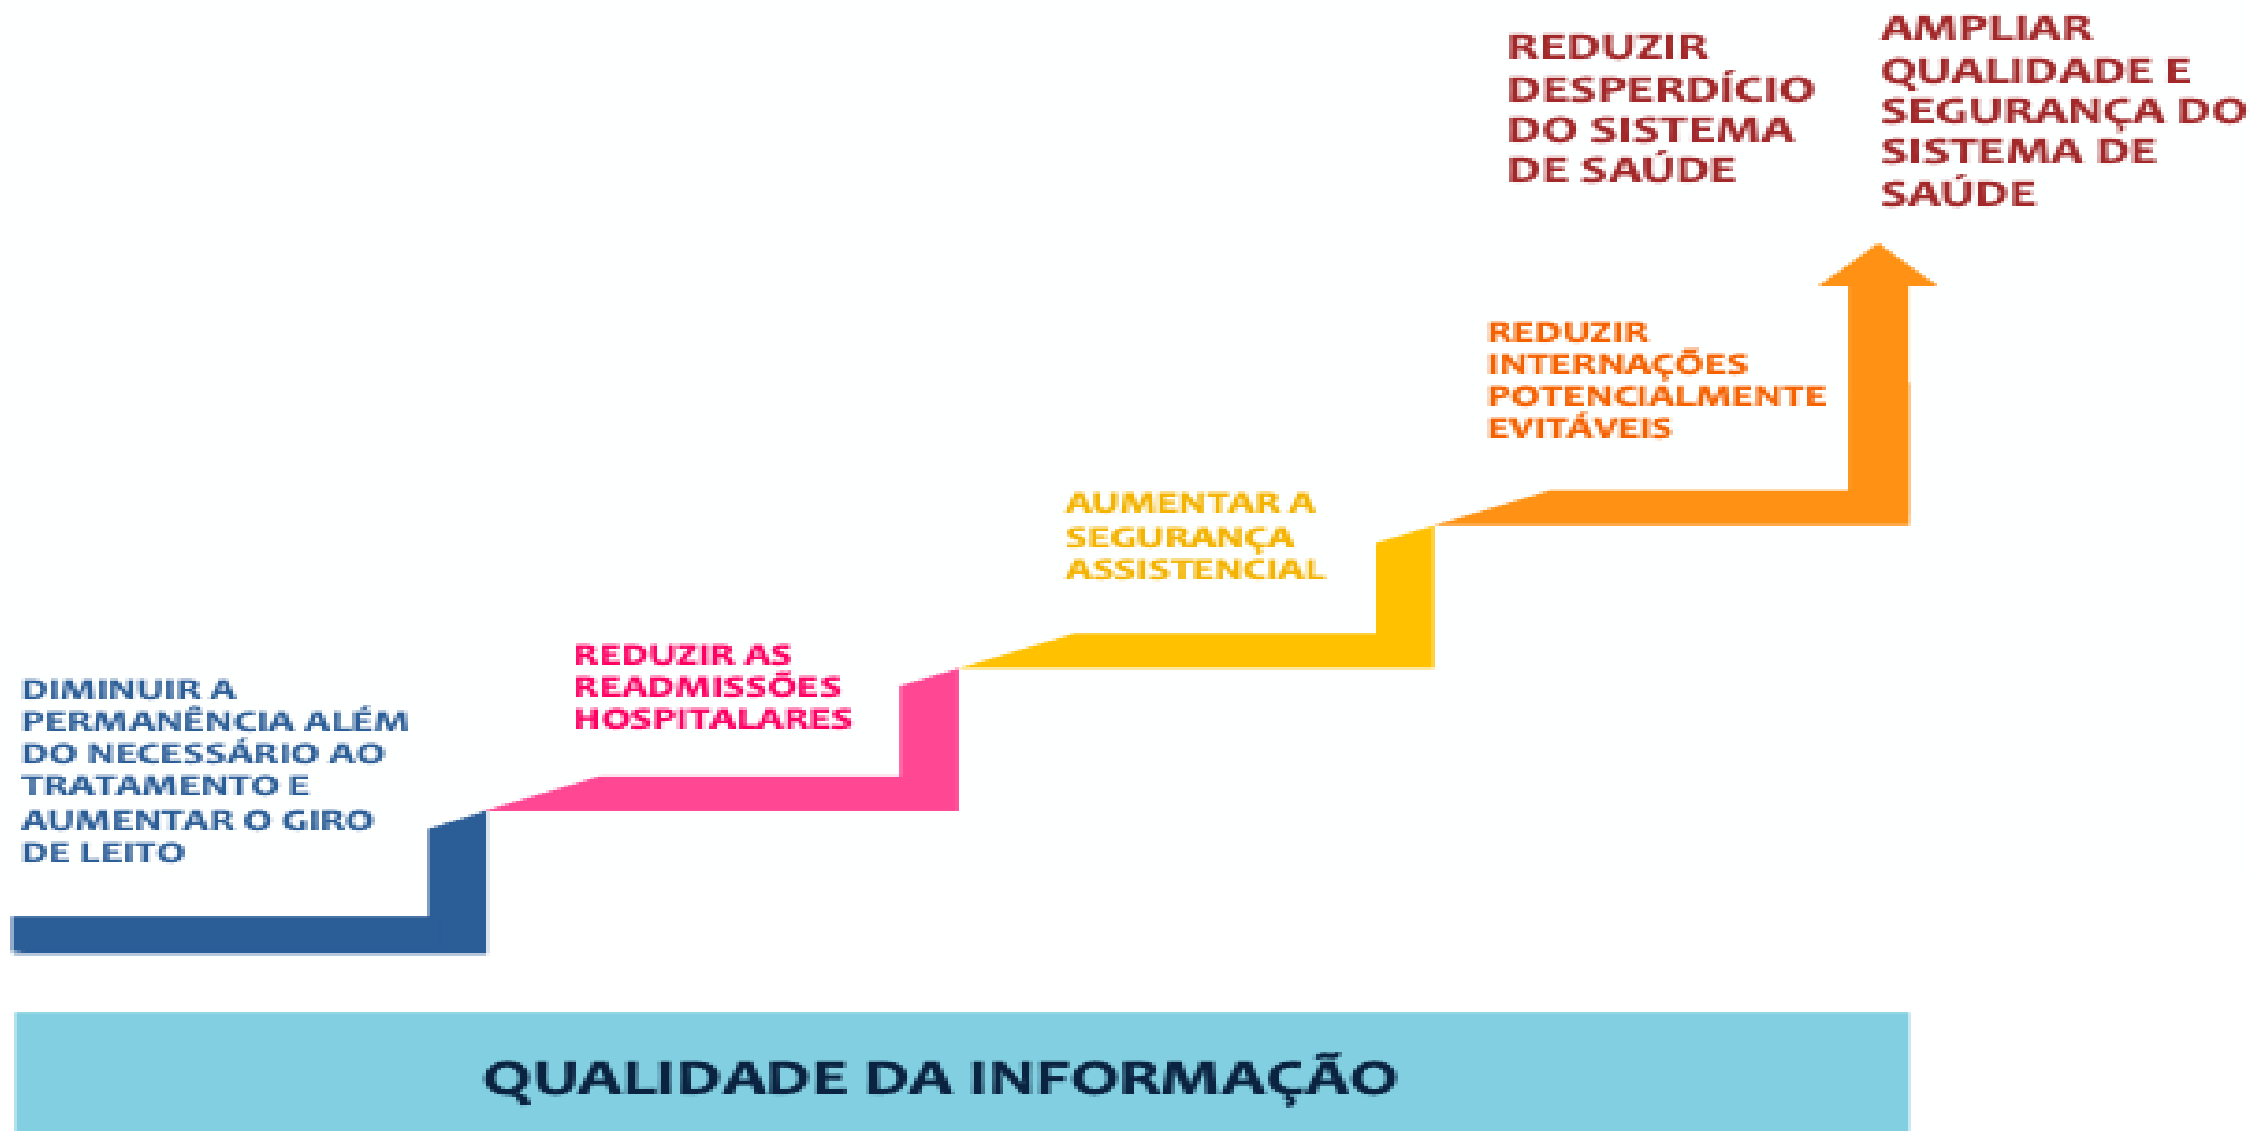 DIMINUIR A
PERMANÊNCIA ALÉM
DO NECESSÁRIO AO
TRATAMENTO E
AUMENTAR O GIRO
DE LEITO
REDUZIR AS
READMISSÕES
HOSPITALARES
AUMENTAR A
SEGURANÇA
ASSISTENCIAL
REDUZIR
INTERNAÇÕES
POTENCIALMENTE
EVITÁVEIS
REDUZIR
DESPERDÍCIO
DO SISTEMA
DE SAÚDE
AMPLIAR
QUALIDADE E
SEGURANÇA DO
SISTEMA DE
SAÚDE
QUALIDADE DA INFORMAÇÃO